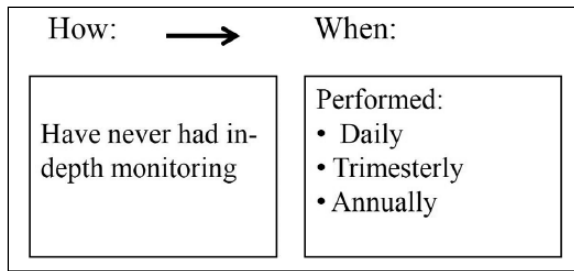 How:
When:
Have never had in-
depth monitoring
Performed:
• Daily
• Trimesterly
• Annually